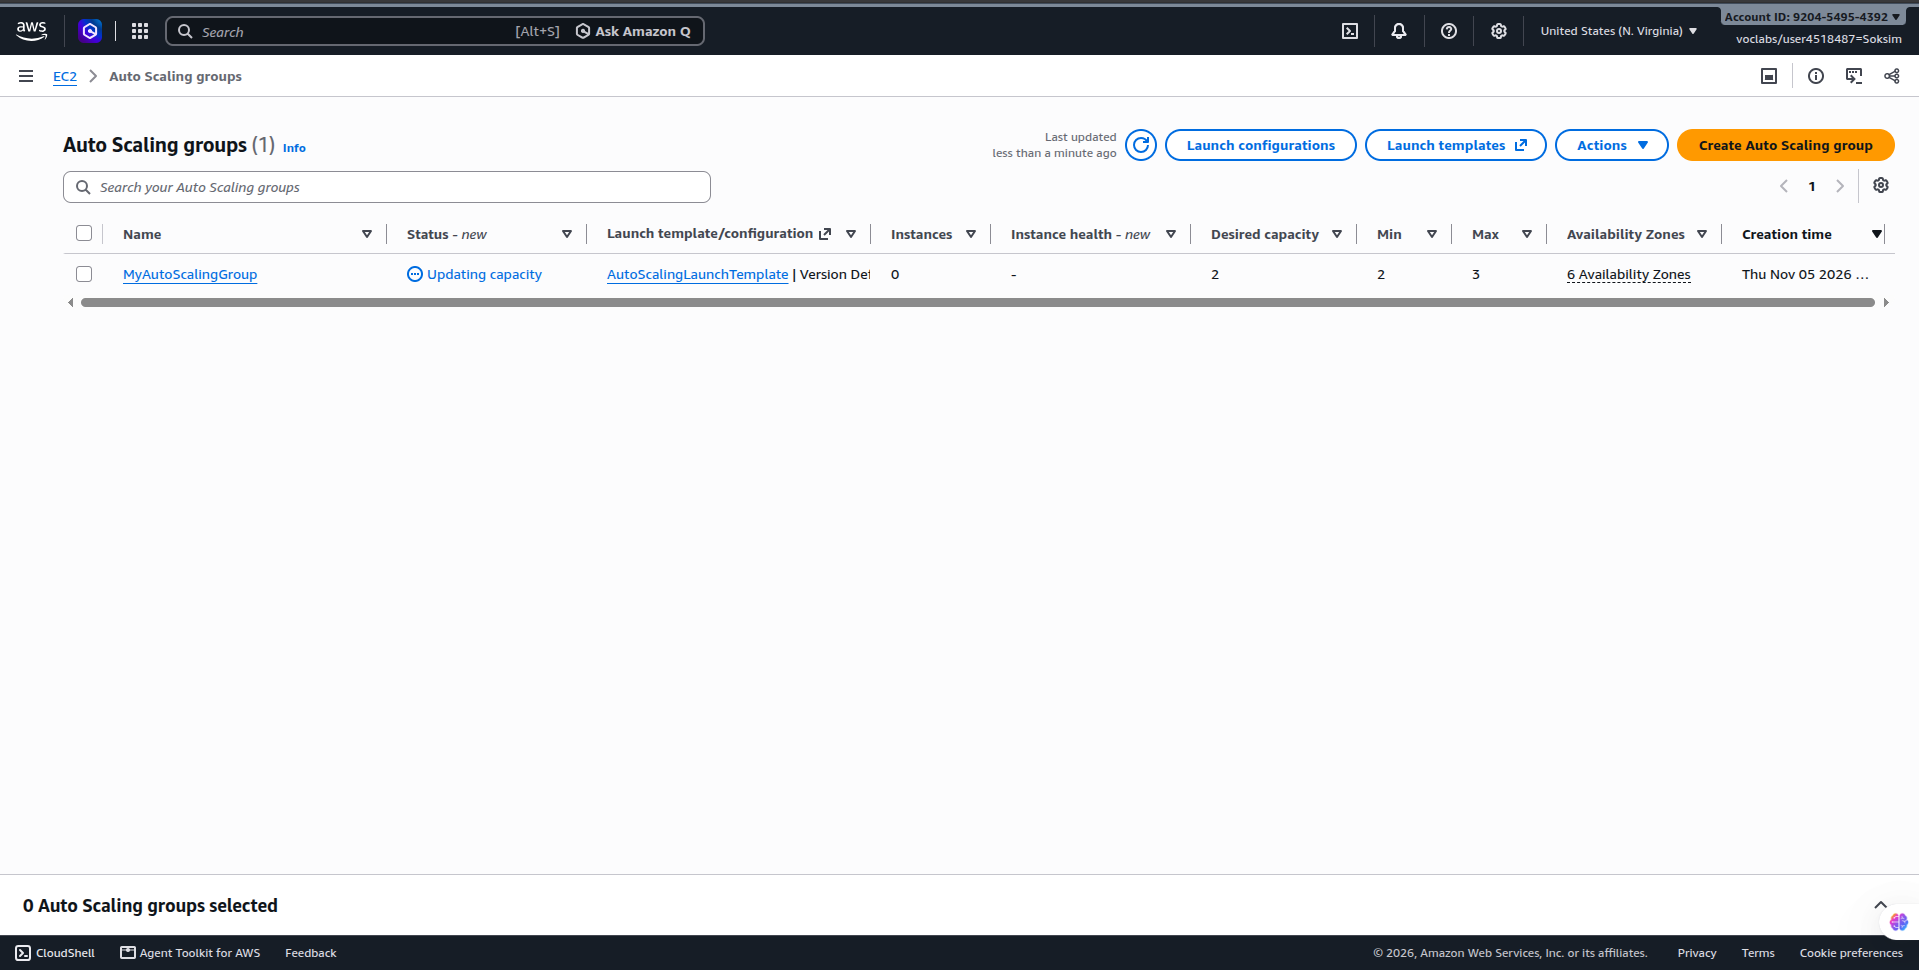 aws Search [Alt+S] Ask Amazon Q United States (N. Virginia) Account ID: 9204-5495-4392
voclabs/user4518487=Soksim
EC2 Auto Scaling groups
Auto Scaling groups (1) Info
Last updated
less than a minute ago
Launch configurations Launch templates Actions Create Auto Scaling group
Search your Auto Scaling groups
1
Name Status - new Launch template/configuration Instances Instance health - new Desired capacity Min Max Availability Zones Creation time
MyAutoScalingGroup Updating capacity AutoScalingLaunchTemplate | Version Def 0 - 2 2 3 6 Availability Zones Thu Nov 05 2026 ...
0 Auto Scaling groups selected
CloudShell Agent Toolkit for AWS Feedback © 2026, Amazon Web Services, Inc. or its affiliates. Privacy Terms Cookie preferences